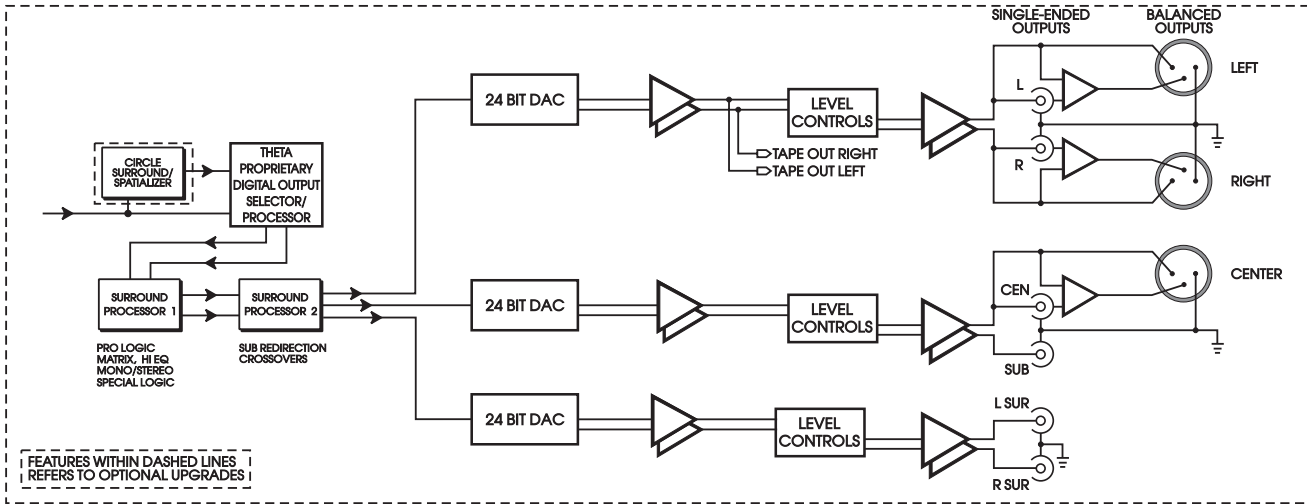 SINGLE-ENDED
OUTPUTS
BALANCED
OUTPUTS
LEFT
24 BIT DAC
L
LEVEL
CONTROLS
TAPE OUT RIGHT
TAPE OUT LEFT
R
RIGHT
CIRCLE
SURROUND/
SPATIALIZER
THETA
PROPRIETARY
DIGITAL OUTPUT
SELECTOR/
PROCESSOR
SURROUND
PROCESSOR 1
SURROUND
PROCESSOR 2
PRO LOGIC
MATRIX, HI EQ
MONO/STEREO
SPECIAL LOGIC
SUB REDIRECTION
CROSSOVERS
24 BIT DAC
LEVEL
CONTROLS
CEN
SUB
CENTER
24 BIT DAC
LEVEL
CONTROLS
L SUR
R SUR
FEATURES WITHIN DASHED LINES
REFERS TO OPTIONAL UPGRADES